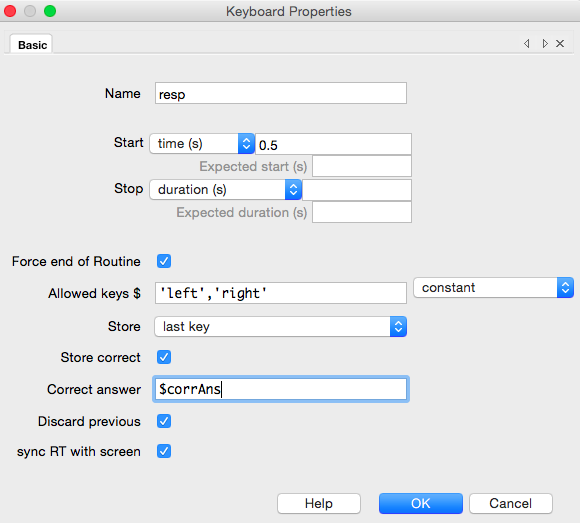 Keyboard Properties
Basic
Name resp
Start time (s) 0.5
Expected start (s)
Stop duration (s)
Expected duration (s)
Force end of Routine
Allowed keys $ 'left','right' constant
Store last key
Store correct
Correct answer $corrAns
Discard previous
sync RT with screen
Help OK Cancel